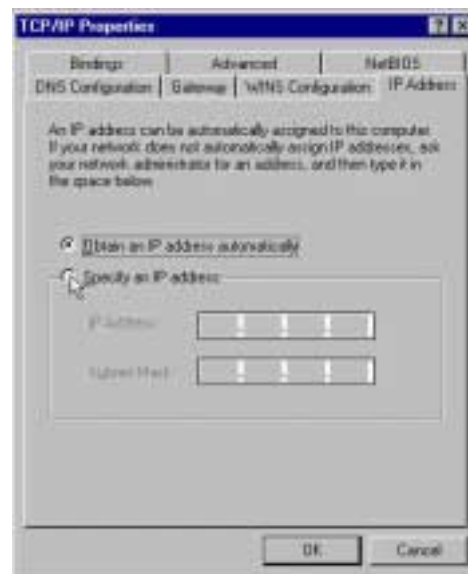 TCP/IP Properties
? X
Bindings Advanced NetBIOS
DNS Configuration Gateway WINS Configuration IP Address
An IP address can be automatically assigned to this computer.
If your network does not automatically assign IP addresses, ask
your network administrator for an address, and then type it in
the space below.
Obtain an IP address automatically
Specify an IP address:
IP Address:
Subnet Mask:
OK Cancel